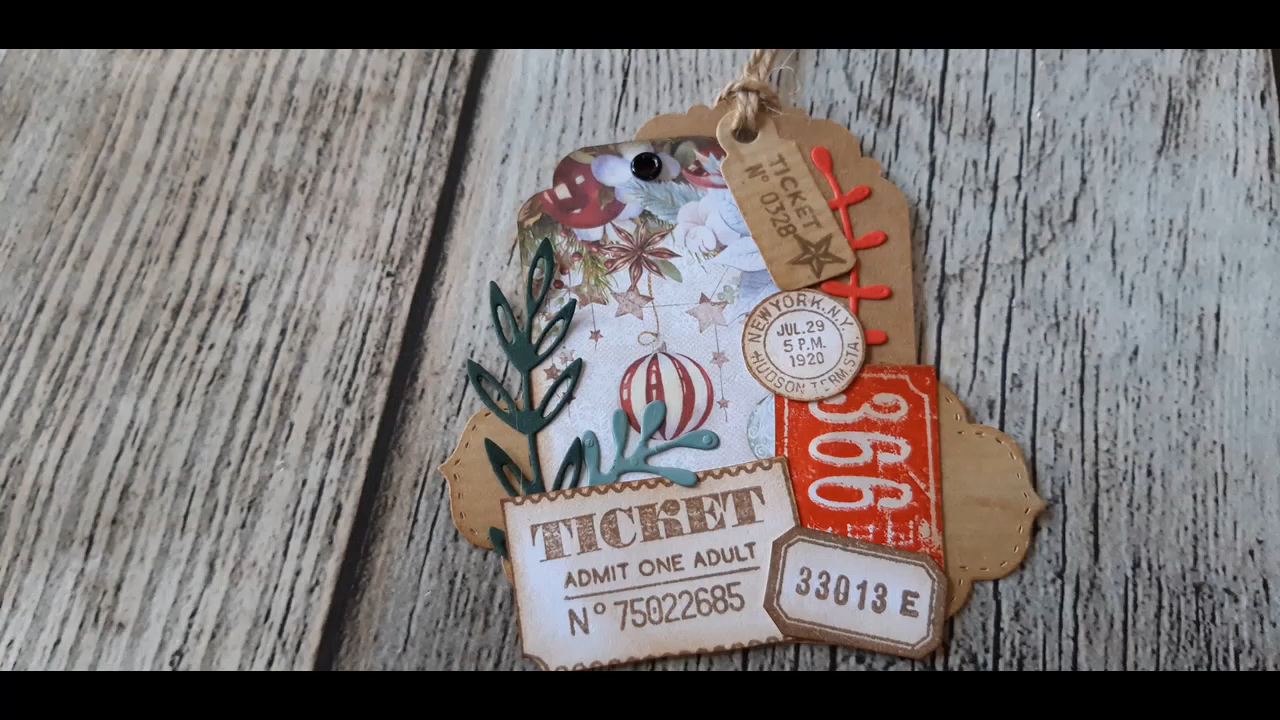 TICKET
Nº 0328
NEW YORK.N.Y.
JUL.29
5 P.M.
1920
HUDSON TERM.STA.
366
TICKET
ADMIT ONE ADULT
Nº 75022685
33013 E